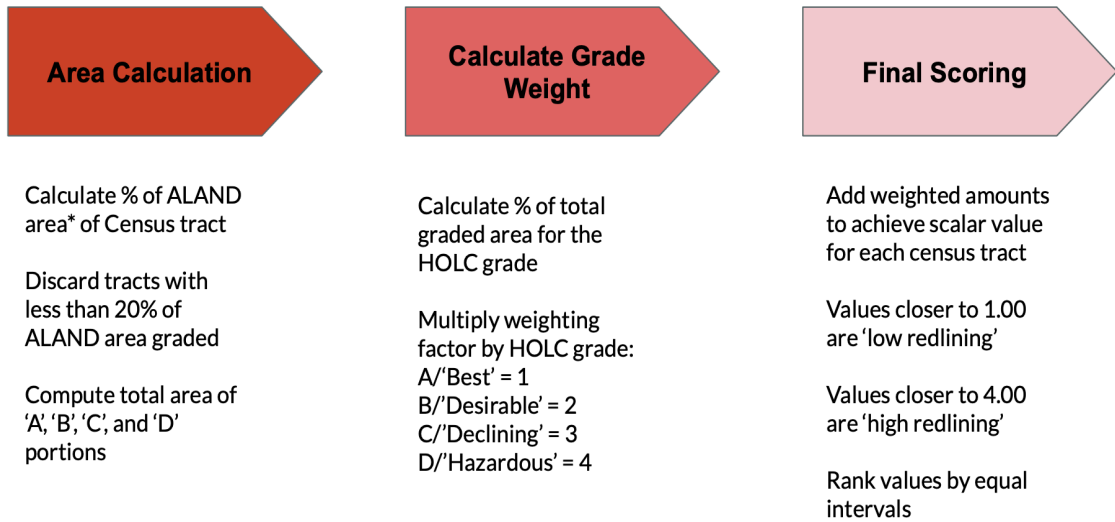 Area Calculation
Calculate % of ALAND
area* of Census tract
Discard tracts with
less than 20% of
ALAND area graded
Compute total area of
‘A’, ‘B’, ‘C’, and ‘D’
portions
Calculate Grade
Weight
Calculate % of total
graded area for the
HOLC grade
Multiply weighting
factor by HOLC grade:
A/‘Best’ = 1
B/’Desirable’ = 2
C/’Declining’ = 3
D/’Hazardous’ = 4
Final Scoring
Add weighted amounts
to achieve scalar value
for each census tract
Values closer to 1.00
are ‘low redlining’
Values closer to 4.00
are ‘high redlining’
Rank values by equal
intervals